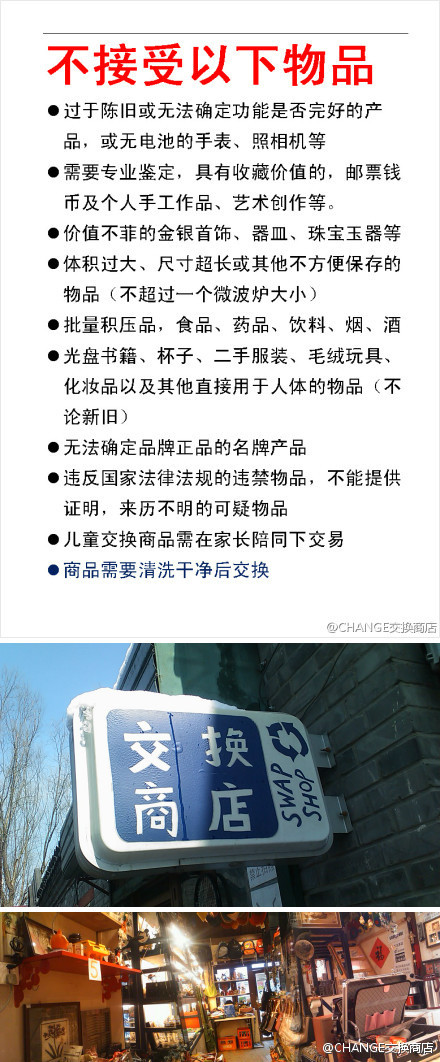 不接受以下物品
●过于陈旧或无法确定功能是否完好的产
品，或无电池的手表、照相机等
●需要专业鉴定，具有收藏价值的，邮票钱
币及个人手工作品、艺术创作等。
●价值不菲的金银首饰、器皿、珠宝玉器等
●体积过大、尺寸超长或其他不方便保存的
物品（不超过一个微波炉大小）
●批量积压品，食品、药品、饮料、烟、酒
●光盘书籍、杯子、二手服装、毛绒玩具、
化妆品以及其他直接用于人体的物品（不
论新旧）
●无法确定品牌正品的名牌产品
●违反国家法律法规的违禁物品，不能提供
证明，来历不明的可疑物品
●儿童交换商品需在家长陪同下交易
●商品需要清洗干净后交换
@CHANGE交换商店
交换
商店
SWAP
SHOP
福
@CHANGE交换商店